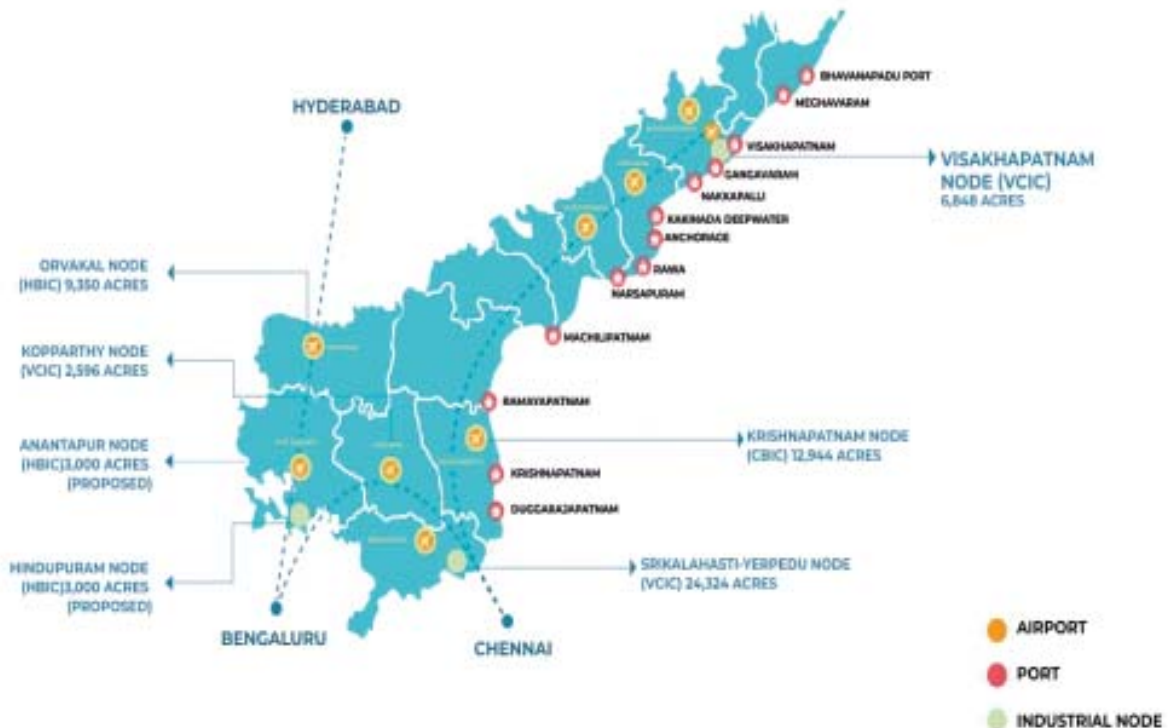 BHAVANAPADU PORT
MEGHAVARAM
HYDERABAD
VISAKHAPATNAM
VISAKHAPATNAM
NODE (VCIC)
6,848 ACRES
GANGAVARAM
NAKKAPALLI
KAKINADA DEEPWATER
ANCHORAGE
ORVAKAL NODE
(HBIC) 9,350 ACRES
RAWA
NARSAPURAM
MACHILIPATNAM
KOPPARTHY NODE
(VCIC) 2,596 ACRES
RAMAYAPATNAM
ANANTAPUR NODE
(HBIC)3,000 ACRES
(PROPOSED)
KRISHNAPATNAM NODE
(CBIC) 12,944 ACRES
KRISHNAPATNAM
DUGGARAJAPATNAM
HINDUPURAM NODE
(HBIC)3,000 ACRES
(PROPOSED)
SRIKALAHASTI-YERPEDU NODE
(VCIC) 24,324 ACRES
BENGALURU
CHENNAI
AIRPORT
PORT
INDUSTRIAL NODE